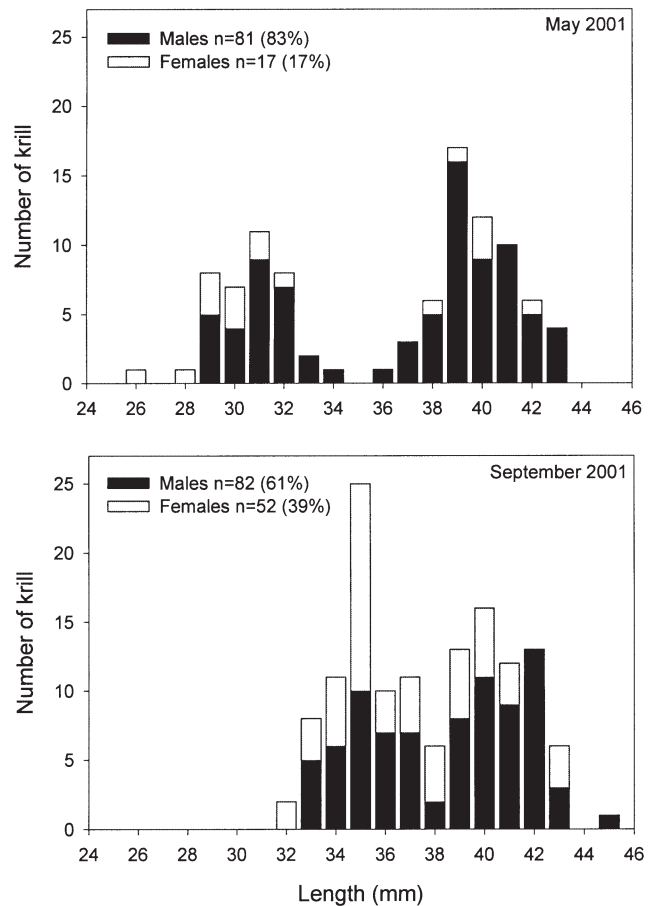 May 2001
Males n=81 (83%)
Females n=17 (17%)
Number of krill
25
20
15
10
5
0
24 26 28 30 32 34 36 38 40 42 44 46
September 2001
Males n=82 (61%)
Females n=52 (39%)
Number of krill
25
20
15
10
5
0
24 26 28 30 32 34 36 38 40 42 44 46
Length (mm)